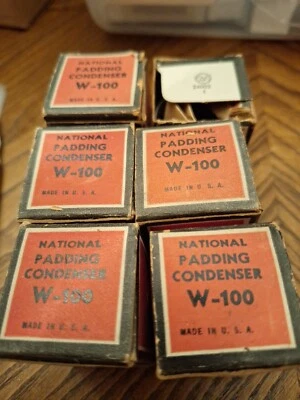 NATIONAL
PADDING
CONDENSER
W-100
MADE IN U. S. A.
NATIONAL
PADDING
CONDENSER
W-100
MADE IN U. S. A.
NATIONAL
PADDING
CONDENSER
W-100
MADE IN U. S. A.
NATIONAL
PADDING
CONDENSER
W-100
MADE IN U. S. A.
NATIONAL
PADDING
CONDENSER
W-100
MADE IN U. S. A.